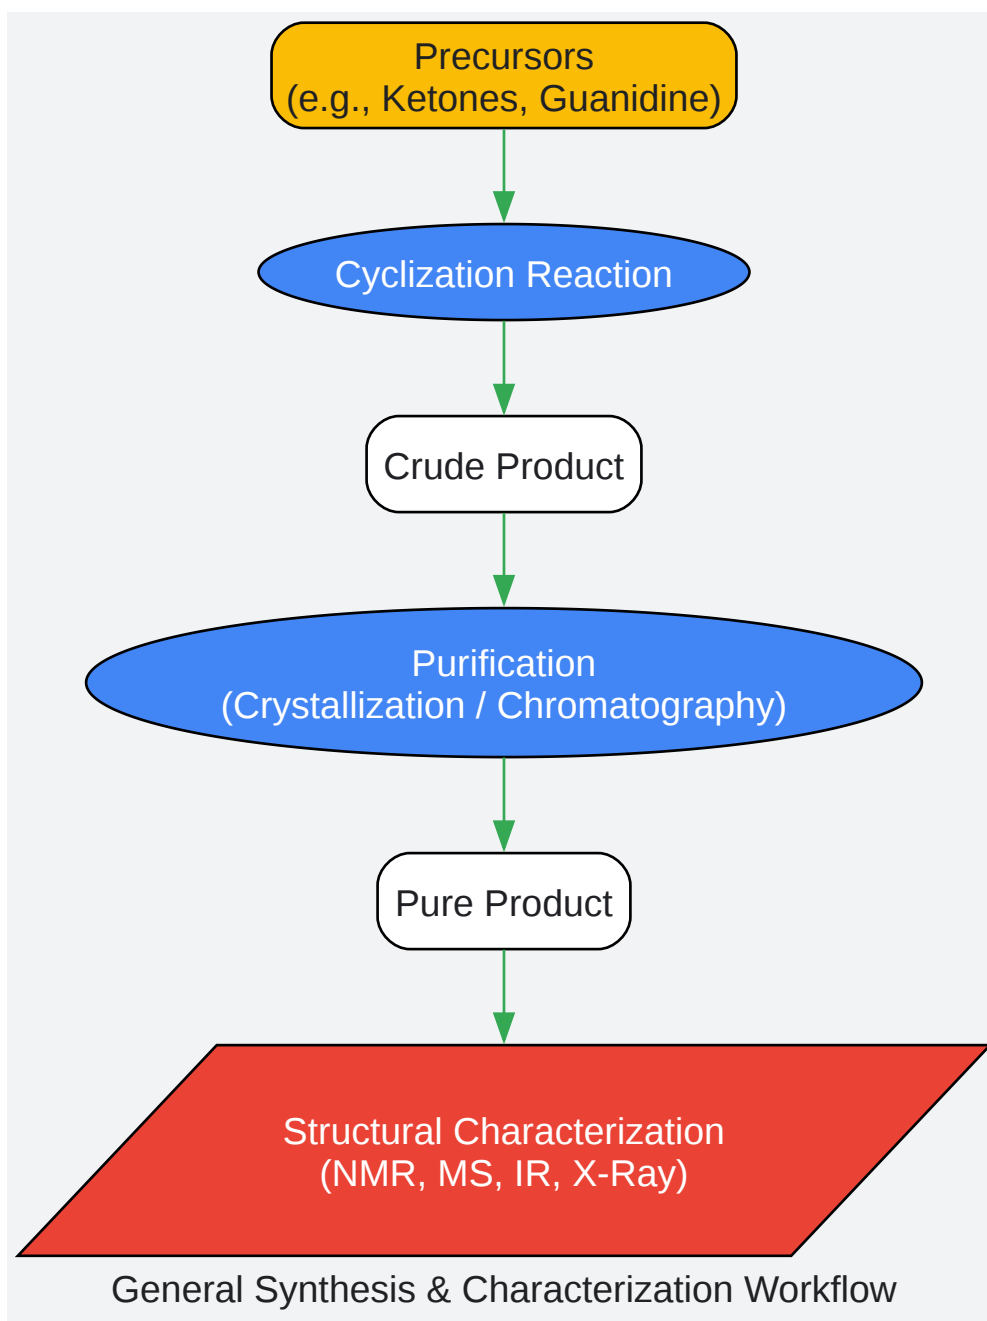 Precursors
(e.g., Ketones, Guanidine)
Cyclization Reaction
Crude Product
Purification
(Crystallization / Chromatography)
Pure Product
Structural Characterization
(NMR, MS, IR, X-Ray)
General Synthesis & Characterization Workflow